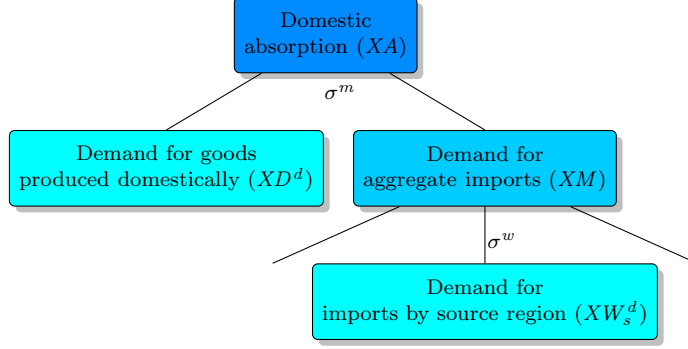 Domestic
absorption (XA)
σ^m
Demand for goods
produced domestically (XD^d)
Demand for
aggregate imports (XM)
σ^w
Demand for
imports by source region (XW_s^d)